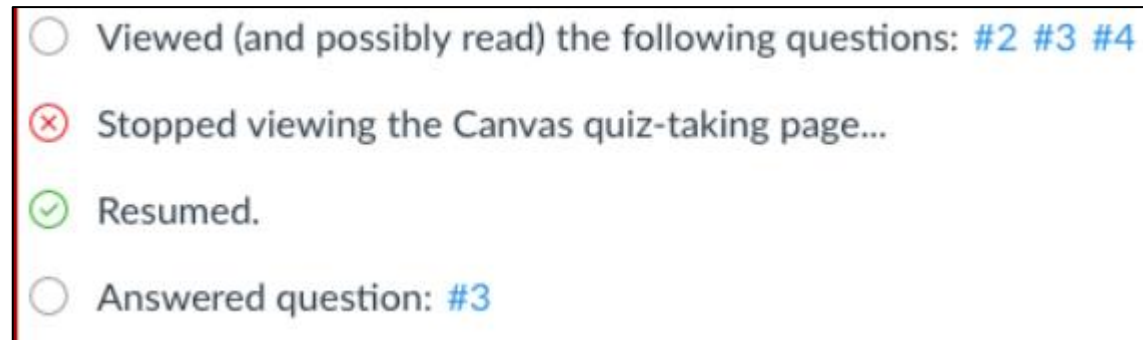 Viewed (and possibly read) the following questions: #2 #3 #4
Stopped viewing the Canvas quiz-taking page...
Resumed.
Answered question: #3